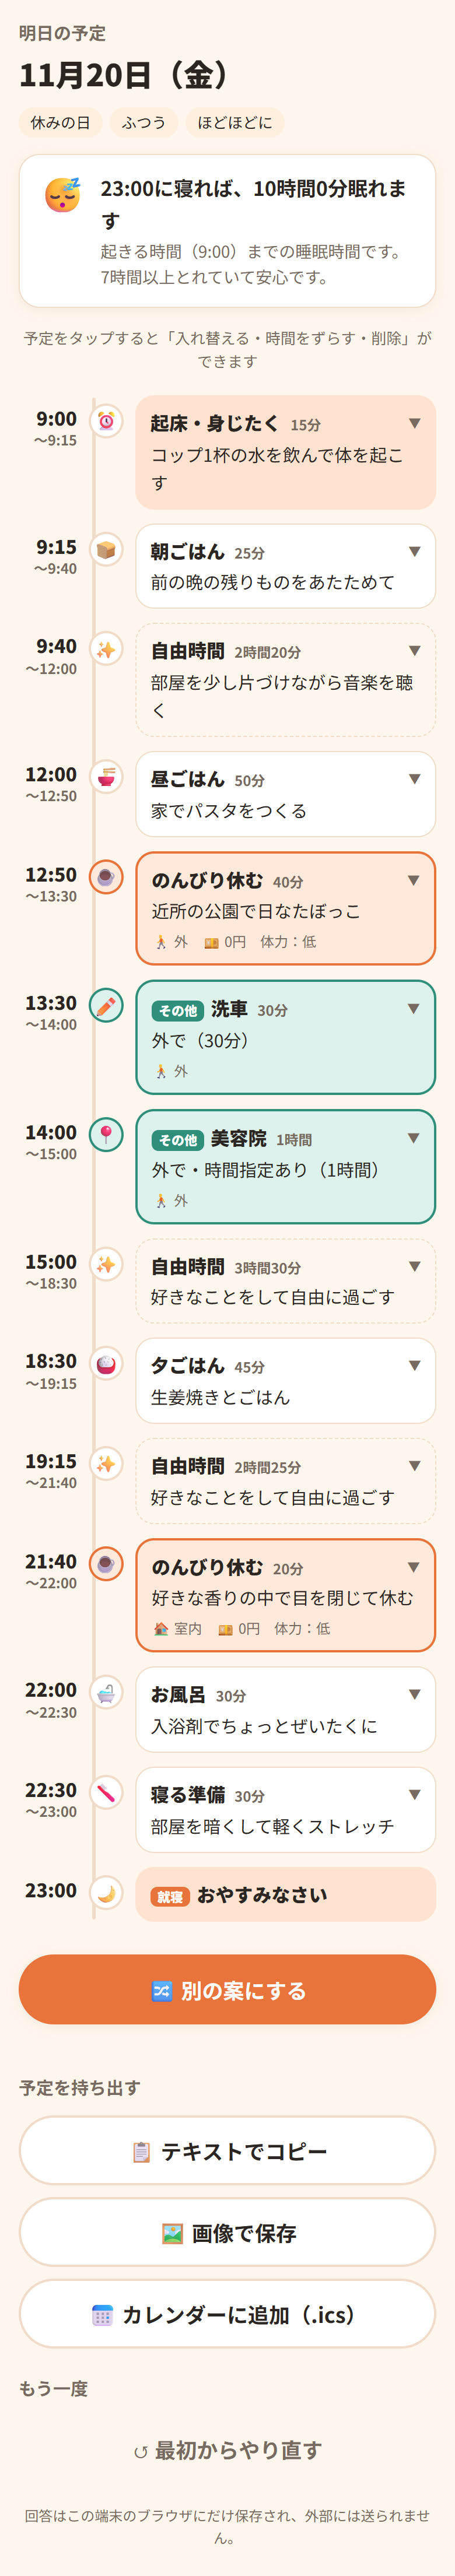 明日の予定
11月20日（金）
休みの日 ふつう ほどほどに
23:00に寝れば、10時間0分眠れま
す
起きる時間（9:00）までの睡眠時間です。
7時間以上とれていて安心です。
予定をタップすると「入れ替える・時間をずらす・削除」が
できます
9:00
～9:15
起床・身じたく 15分 ▼
コップ1杯の水を飲んで体を起こ
す
9:15
～9:40
朝ごはん 25分 ▼
前の晩の残りものをあたためて
9:40
～12:00
自由時間 2時間20分 ▼
部屋を少し片づけながら音楽を聴
く
12:00
～12:50
昼ごはん 50分 ▼
家でパスタをつくる
12:50
～13:30
のんびり休む 40分 ▼
近所の公園で日なたぼっこ
外 0円 体力：低
13:30
～14:00
その他 洗車 30分 ▼
外で（30分）
外
14:00
～15:00
その他 美容院 1時間 ▼
外で・時間指定あり（1時間）
外
15:00
～18:30
自由時間 3時間30分 ▼
好きなことをして自由に過ごす
18:30
～19:15
夕ごはん 45分 ▼
生姜焼きとごはん
19:15
～21:40
自由時間 2時間25分 ▼
好きなことをして自由に過ごす
21:40
～22:00
のんびり休む 20分 ▼
好きな香りの中で目を閉じて休む
室内 0円 体力：低
22:00
～22:30
お風呂 30分 ▼
入浴剤でちょっとぜいたくに
22:30
～23:00
寝る準備 30分 ▼
部屋を暗くして軽くストレッチ
23:00
就寝 おやすみなさい
別の案にする
予定を持ち出す
テキストでコピー
画像で保存
カレンダーに追加（.ics）
もう一度
最初からやり直す
回答はこの端末のブラウザにだけ保存され、外部には送られませ
ん。